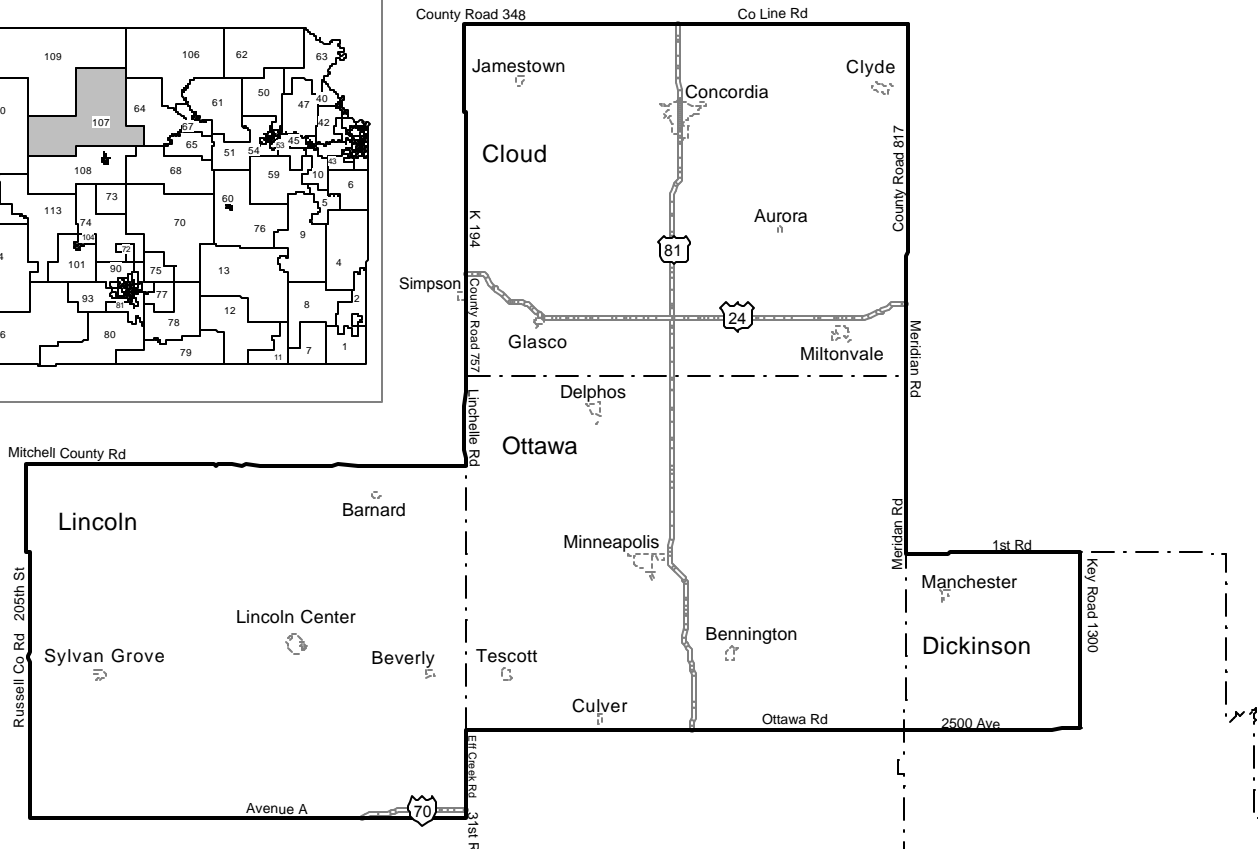 109
106
62
63
0
107
64
61
50
47
40
42
67
65
51
54
53
45
43
108
68
59
10
6
73
60
5
113
74
70
76
9
104
72
101
90
75
13
4
4
93
81
77
8
2
12
6
80
78
79
11
7
1
County Road 348
Co Line Rd
Jamestown
Clyde
Concordia
Cloud
County Road 817
K 194
Aurora
81
Simpson
County Road 757
24
Glasco
Miltonvale
Meridian Rd
Delphos
Linchelle Rd
Ottawa
Mitchell County Rd
Barnard
Lincoln
Minneapolis
Meridan Rd
1st Rd
Manchester
Key Road 1300
Russell Co Rd 205th St
Lincoln Center
Bennington
Dickinson
Sylvan Grove
Beverly
Tescott
Culver
Ottawa Rd
2500 Ave
Eff Creek Rd
Avenue A
70
31st R